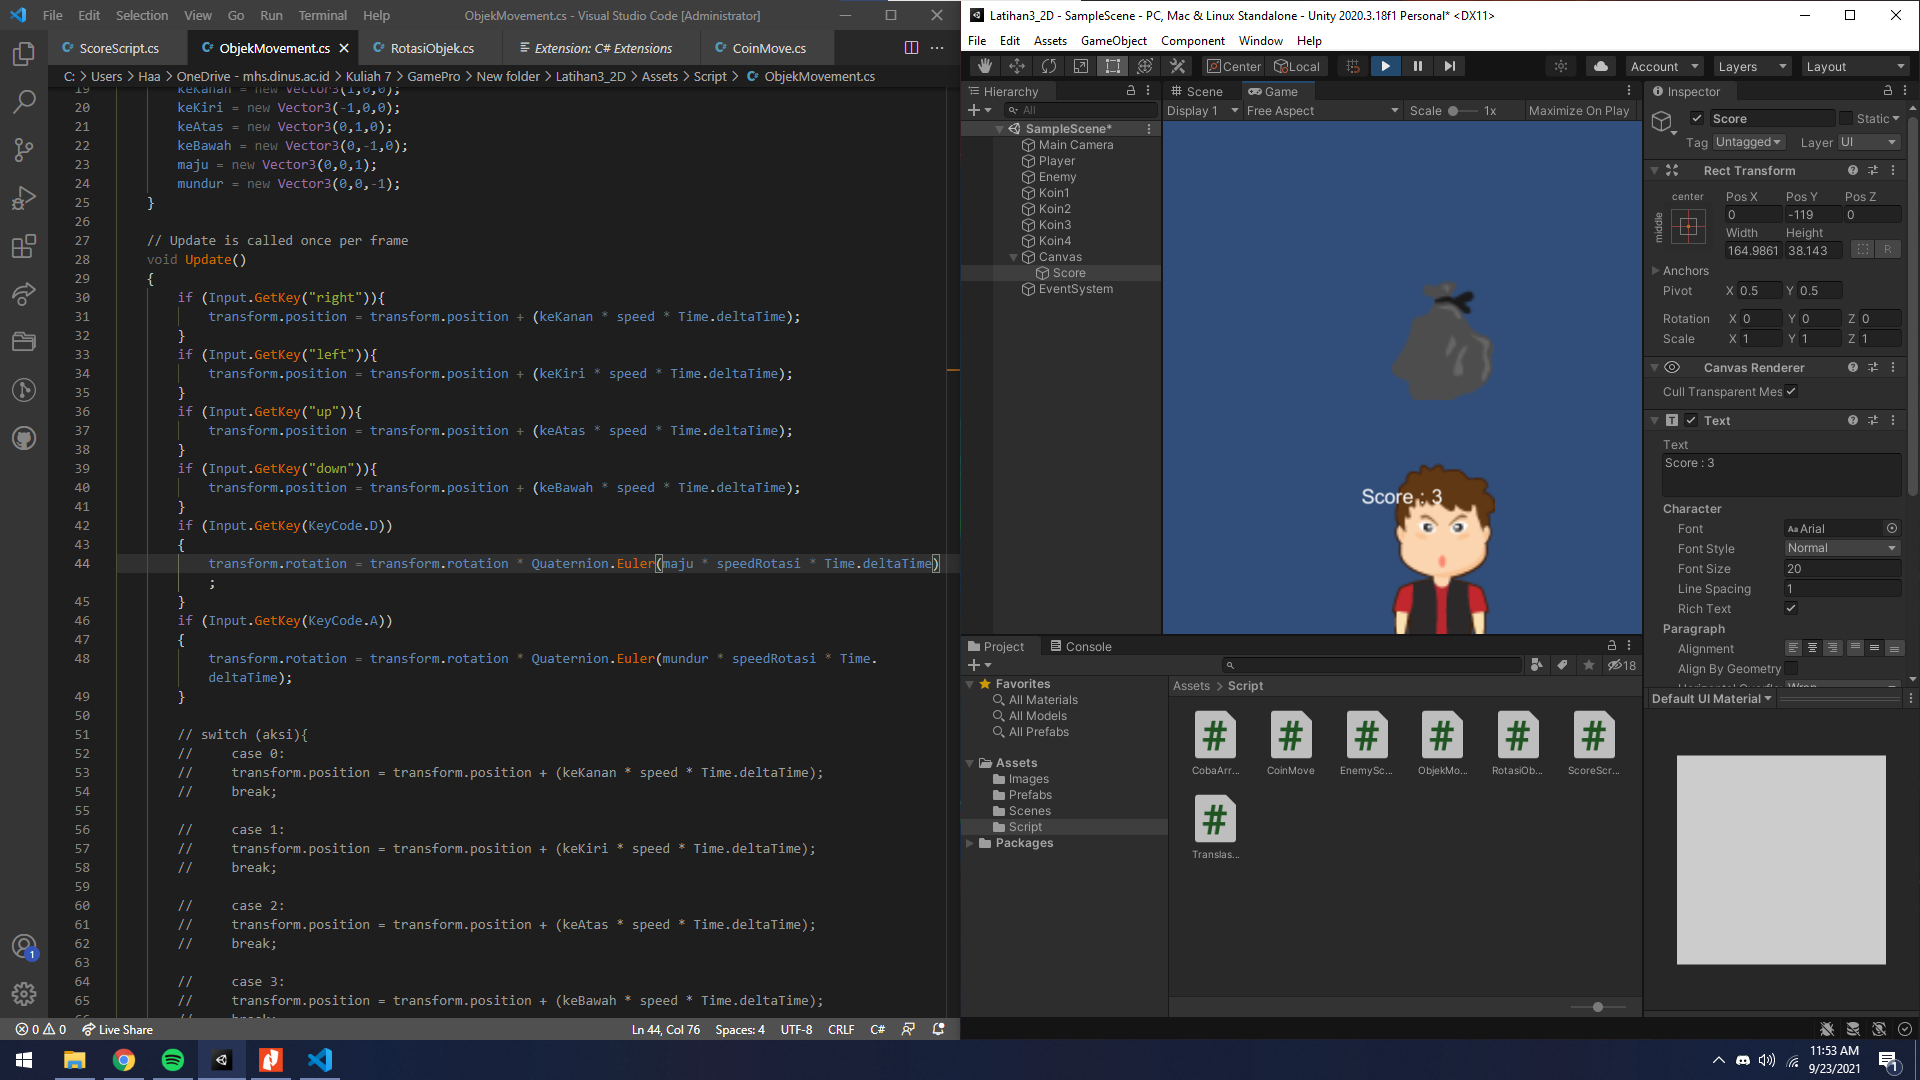 File Edit Selection View Go Run Terminal Help
ObjekMovement.cs - Visual Studio Code [Administrator]
ScoreScript.cs
ObjekMovement.cs
RotasiObjek.cs
Extension: C# Extensions
CoinMove.cs
C: > Users > Haa > OneDrive - mhs.dinus.ac.id > Kuliah 7 > GamePro > New folder > Latihan3_2D > Assets > Script > ObjekMovement.cs
19 keKanan = new Vector3(1,0,0);
20 keKiri = new Vector3(-1,0,0);
21 keAtas = new Vector3(0,1,0);
22 keBawah = new Vector3(0,-1,0);
23 maju = new Vector3(0,0,1);
24 mundur = new Vector3(0,0,-1);
25 }
26
27 // Update is called once per frame
28 void Update()
29 {
30 if (Input.GetKey("right")){
31 transform.position = transform.position + (keKanan * speed * Time.deltaTime);
32 }
33 if (Input.GetKey("left")){
34 transform.position = transform.position + (keKiri * speed * Time.deltaTime);
35 }
36 if (Input.GetKey("up")){
37 transform.position = transform.position + (keAtas * speed * Time.deltaTime);
38 }
39 if (Input.GetKey("down")){
40 transform.position = transform.position + (keBawah * speed * Time.deltaTime);
41 }
42 if (Input.GetKey(KeyCode.D))
43 {
44 transform.rotation = transform.rotation * Quaternion.Euler(maju * speedRotasi * Time.deltaTime)
;
45 }
46 if (Input.GetKey(KeyCode.A))
47 {
48 transform.rotation = transform.rotation * Quaternion.Euler(mundur * speedRotasi * Time.
deltaTime);
49 }
50
51 // switch (aksi){
52 // case 0:
53 // transform.position = transform.position + (keKanan * speed * Time.deltaTime);
54 // break;
55
56 // case 1:
57 // transform.position = transform.position + (keKiri * speed * Time.deltaTime);
58 // break;
59
60 // case 2:
61 // transform.position = transform.position + (keAtas * speed * Time.deltaTime);
62 // break;
63
64 // case 3:
65 // transform.position = transform.position + (keBawah * speed * Time.deltaTime);
1
0 0 Live Share
Ln 44, Col 76 Spaces: 4 UTF-8 CRLF C#
Latihan3_2D - SampleScene - PC, Mac & Linux Standalone - Unity 2020.3.18f1 Personal* <DX11>
File Edit Assets GameObject Component Window Help
Center Local
Account Layers Layout
Hierarchy
All
SampleScene*
Main Camera
Player
Enemy
Koin1
Koin2
Koin3
Koin4
Canvas
Score
EventSystem
Scene Game
Display 1 Free Aspect Scale 1x Maximize On Play
Score : 3
Inspector
Score Static
Tag Untagged Layer UI
Rect Transform
center
middle
Pos X Pos Y Pos Z
0 -119 0
Width Height
164.9861 38.143 R
Anchors
Pivot X 0.5 Y 0.5
Rotation X 0 Y 0 Z 0
Scale X 1 Y 1 Z 1
Canvas Renderer
Cull Transparent Mes
Text
Text
Score : 3
Character
Font Arial
Font Style Normal
Font Size 20
Line Spacing 1
Rich Text
Paragraph
Alignment
Align By Geometry
Default UI Material
Project Console
18
Favorites
All Materials
All Models
All Prefabs
Assets
Images
Prefabs
Scenes
Script
Packages
Assets > Script
CobaArr...
CoinMove
EnemySc...
ObjekMo...
RotasiOb...
ScoreScr...
Translas...
11:53 AM
9/23/2021
1